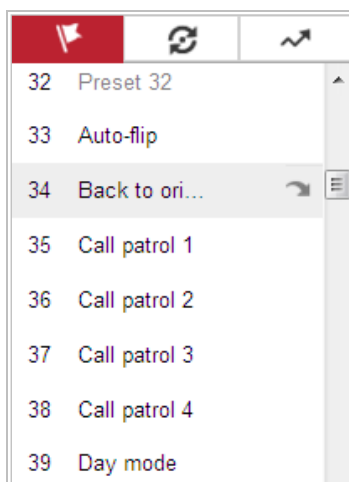 32 Preset 32
33 Auto-flip
34 Back to ori...
35 Call patrol 1
36 Call patrol 2
37 Call patrol 3
38 Call patrol 4
39 Day mode